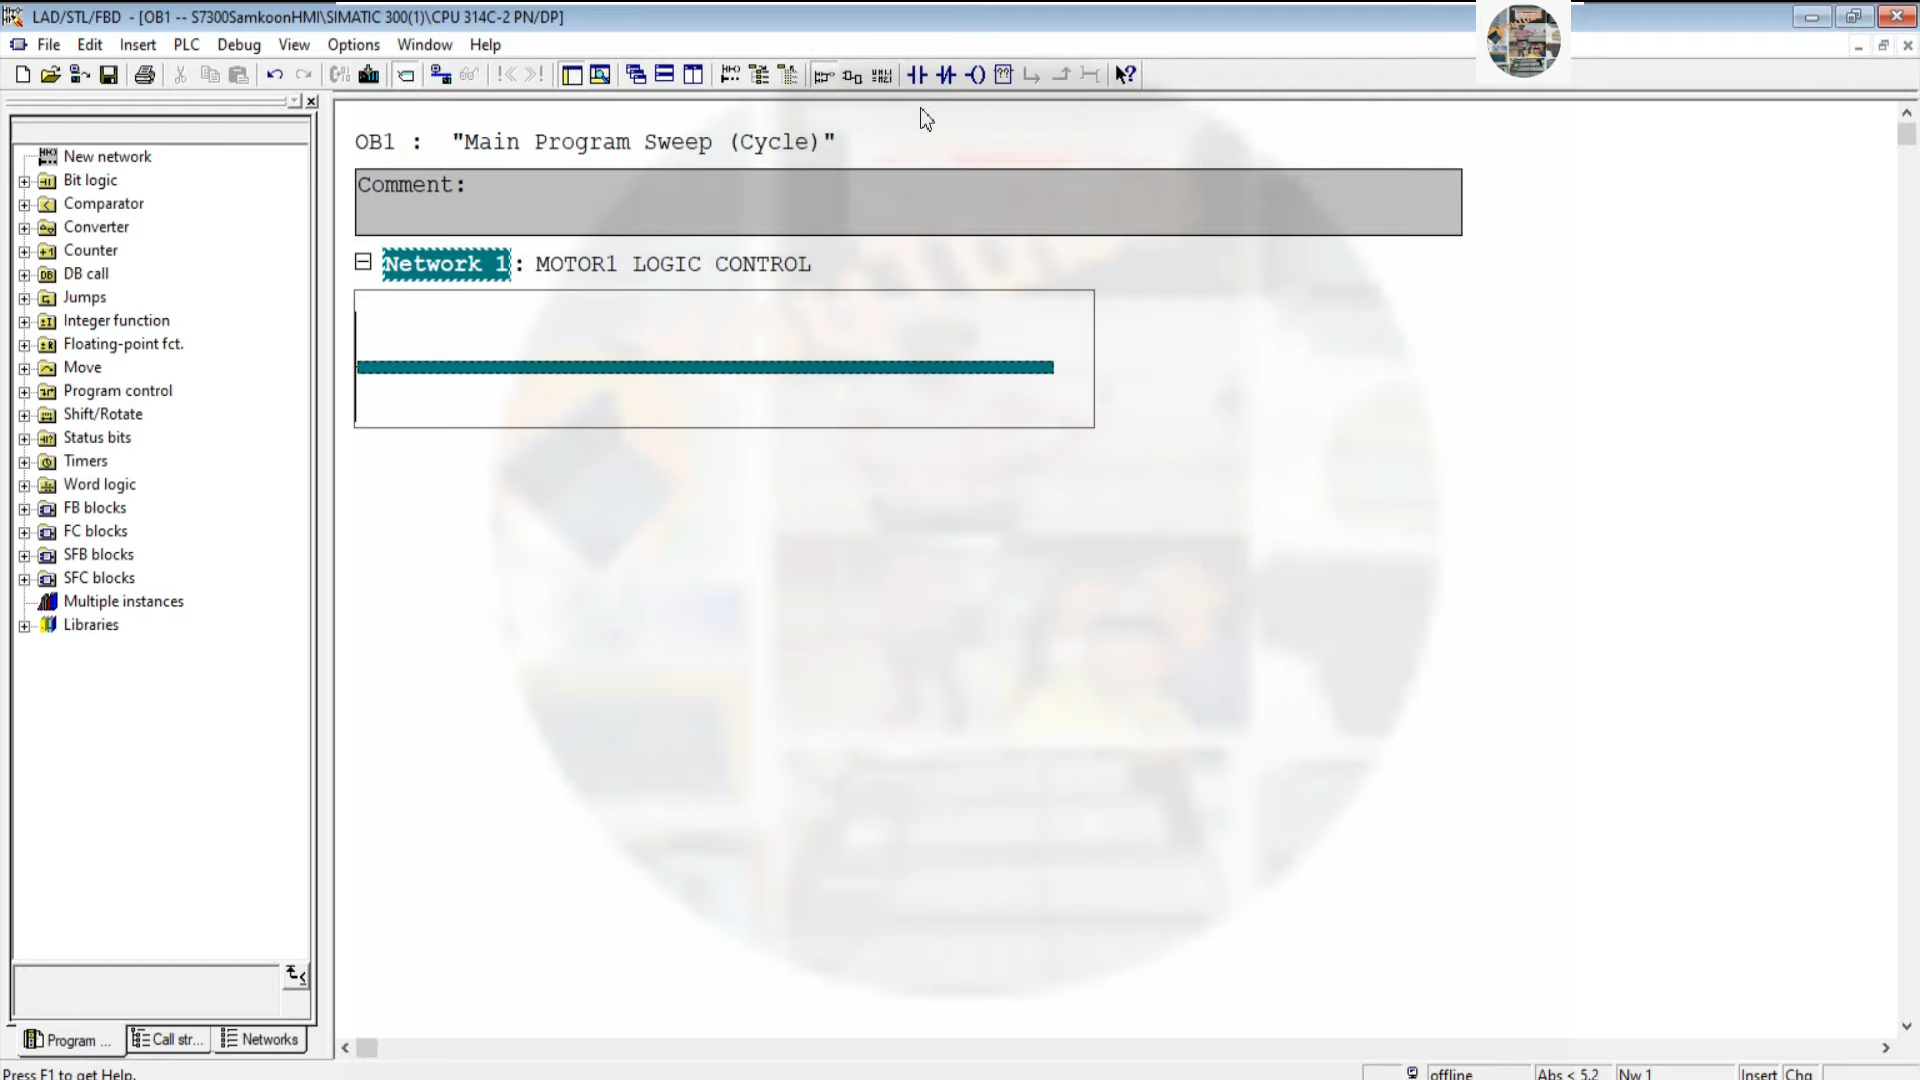 LAD/STL/FBD - [OB1 -- S7300SamkoonHMI\SIMATIC 300(1)\CPU 314C-2 PN/DP]
File Edit Insert PLC Debug View Options Window Help
OB1 : "Main Program Sweep (Cycle)"
Comment:
Network 1: MOTOR1 LOGIC CONTROL
New network
Bit logic
Comparator
Converter
Counter
DB call
Jumps
Integer function
Floating-point fct.
Move
Program control
Shift/Rotate
Status bits
Timers
Word logic
FB blocks
FC blocks
SFB blocks
SFC blocks
Multiple instances
Libraries
Program ... Call str... Networks
Press F1 to get Help. offline Abs < 5.2 Nw 1 Insert Chg